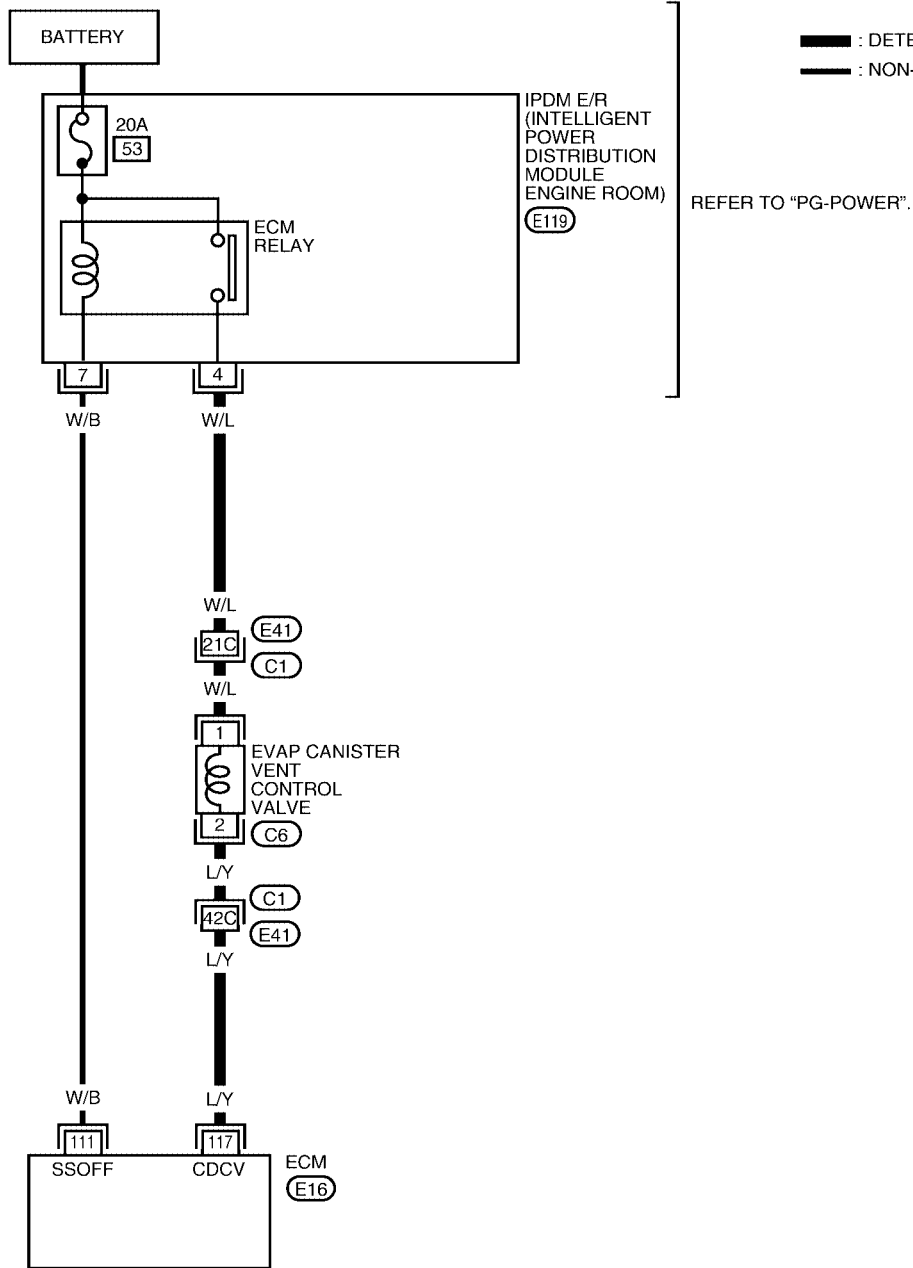 BATTERY
: DETE
: NON-
20A
53
IPDM E/R
(INTELLIGENT
POWER
DISTRIBUTION
MODULE
ENGINE ROOM)
E119
REFER TO “PG-POWER”.
ECM
RELAY
7
4
W/B
W/L
W/L
21C
E41
C1
W/L
1
EVAP CANISTER
VENT
CONTROL
VALVE
2
C6
L/Y
C1
42C
E41
L/Y
W/B
L/Y
111
117
SSOFF
CDCV
ECM
E16